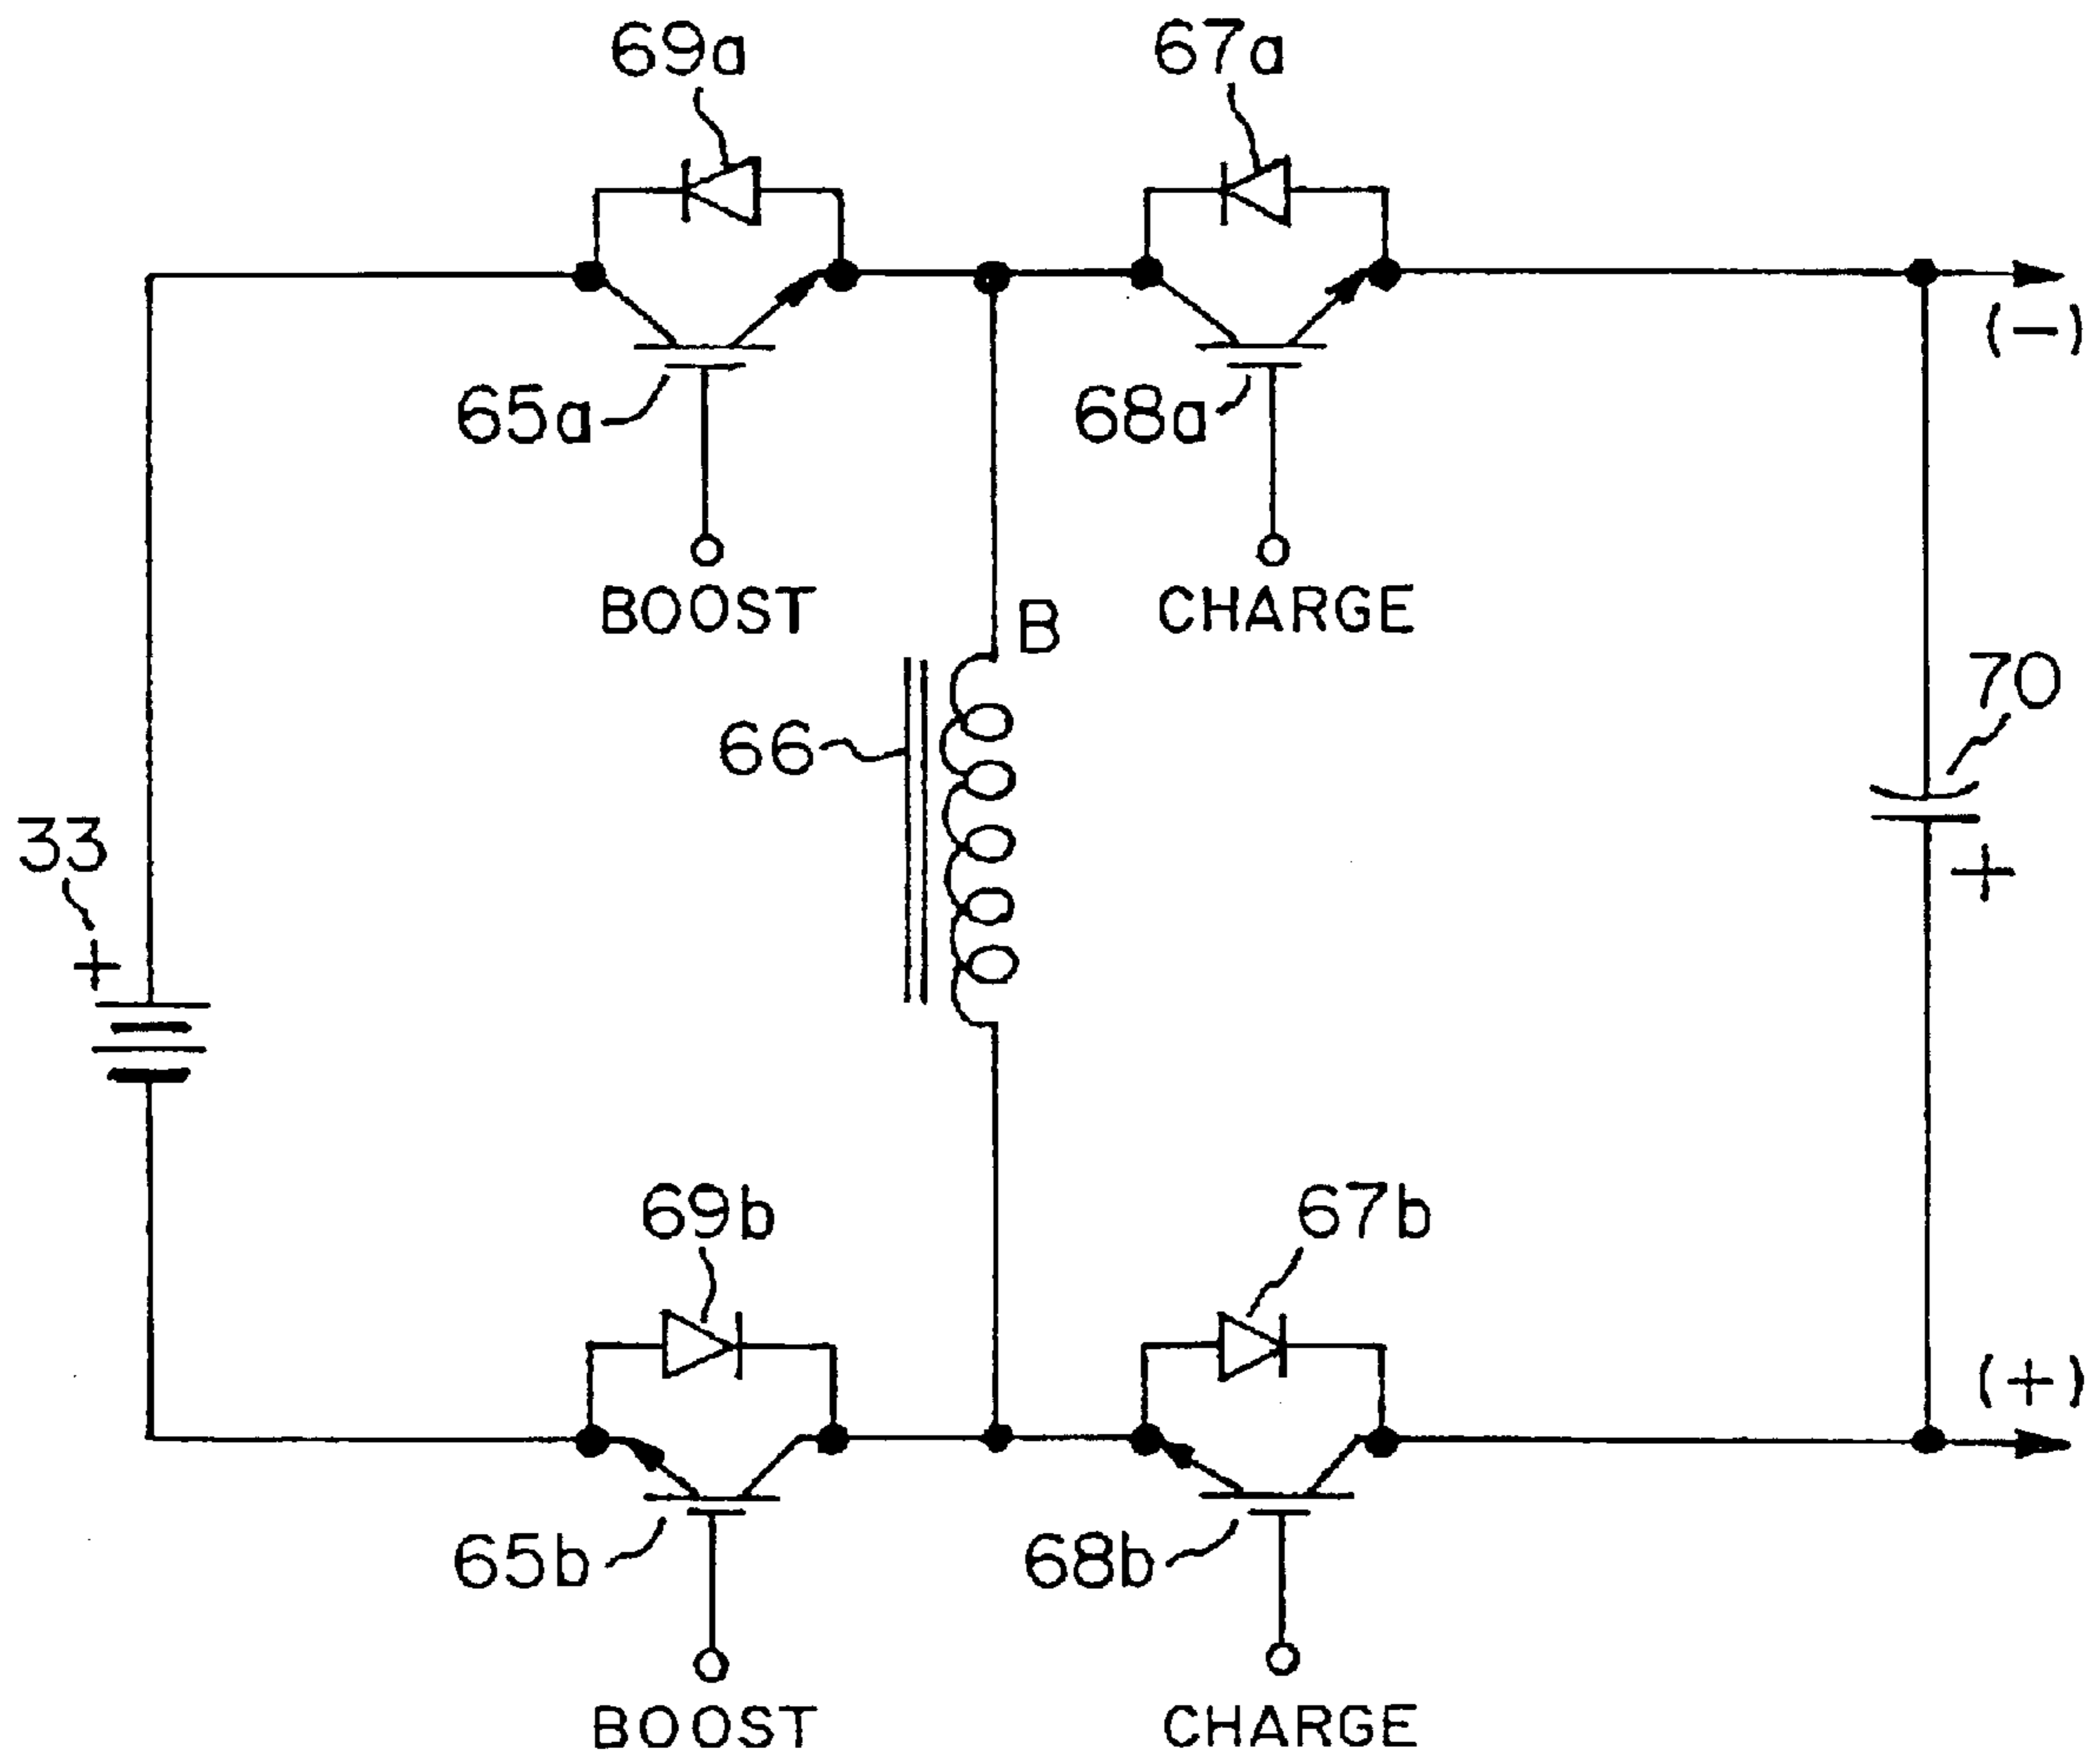 69a 67a
(-)
65a 68a
BOOST CHARGE
B
70
66
33
+
+
69b 67b
(+)
65b 68b
BOOST CHARGE